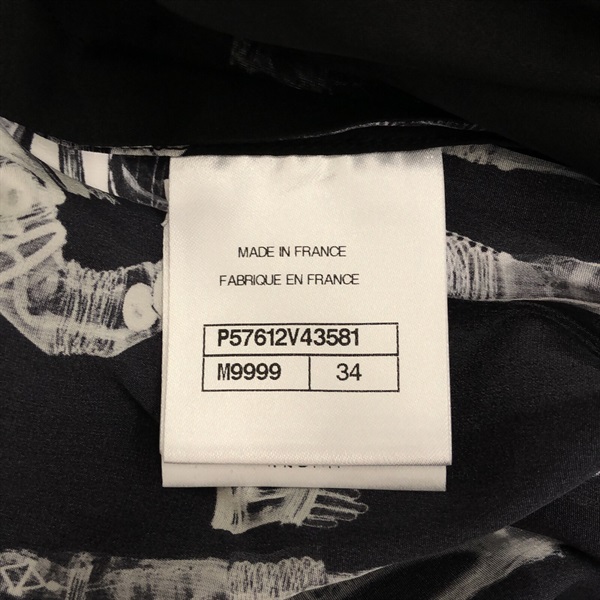 MADE IN FRANCE
FABRIQUE EN FRANCE
P57612V43581
M9999 34